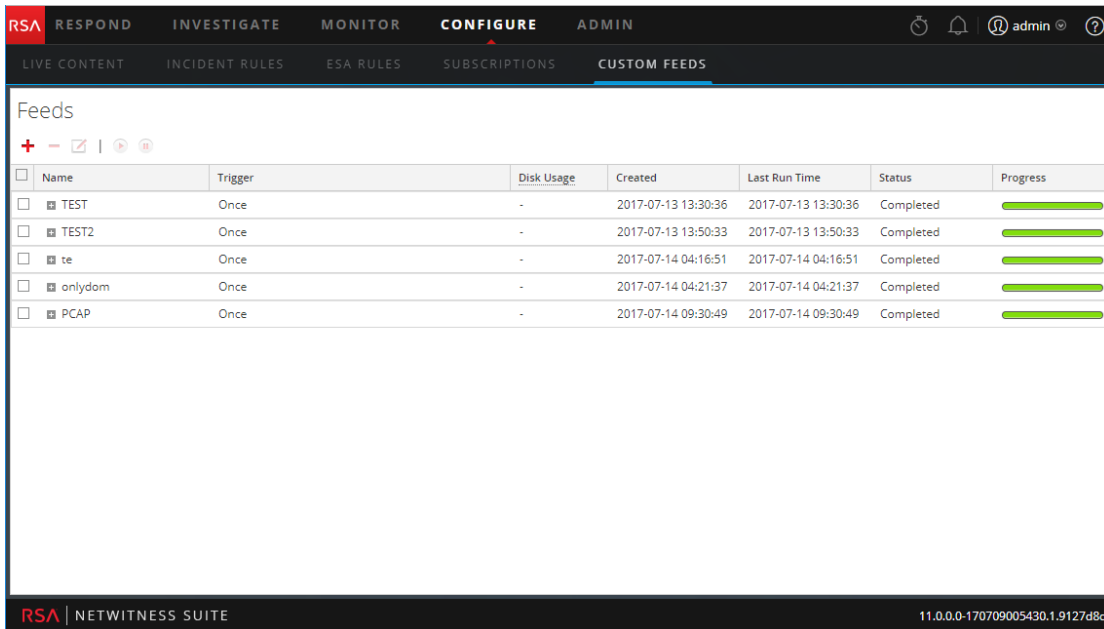 RSA RESPOND INVESTIGATE MONITOR CONFIGURE ADMIN admin ?
LIVE CONTENT INCIDENT RULES ESA RULES SUBSCRIPTIONS CUSTOM FEEDS
Feeds
Name Trigger Disk Usage Created Last Run Time Status Progress
TEST Once - 2017-07-13 13:30:36 2017-07-13 13:30:36 Completed
TEST2 Once - 2017-07-13 13:50:33 2017-07-13 13:50:33 Completed
te Once - 2017-07-14 04:16:51 2017-07-14 04:16:51 Completed
onlydom Once - 2017-07-14 04:21:37 2017-07-14 04:21:37 Completed
PCAP Once - 2017-07-14 09:30:49 2017-07-14 09:30:49 Completed
RSA NETWITNESS SUITE 11.0.0.0-170709005430.1.9127d8